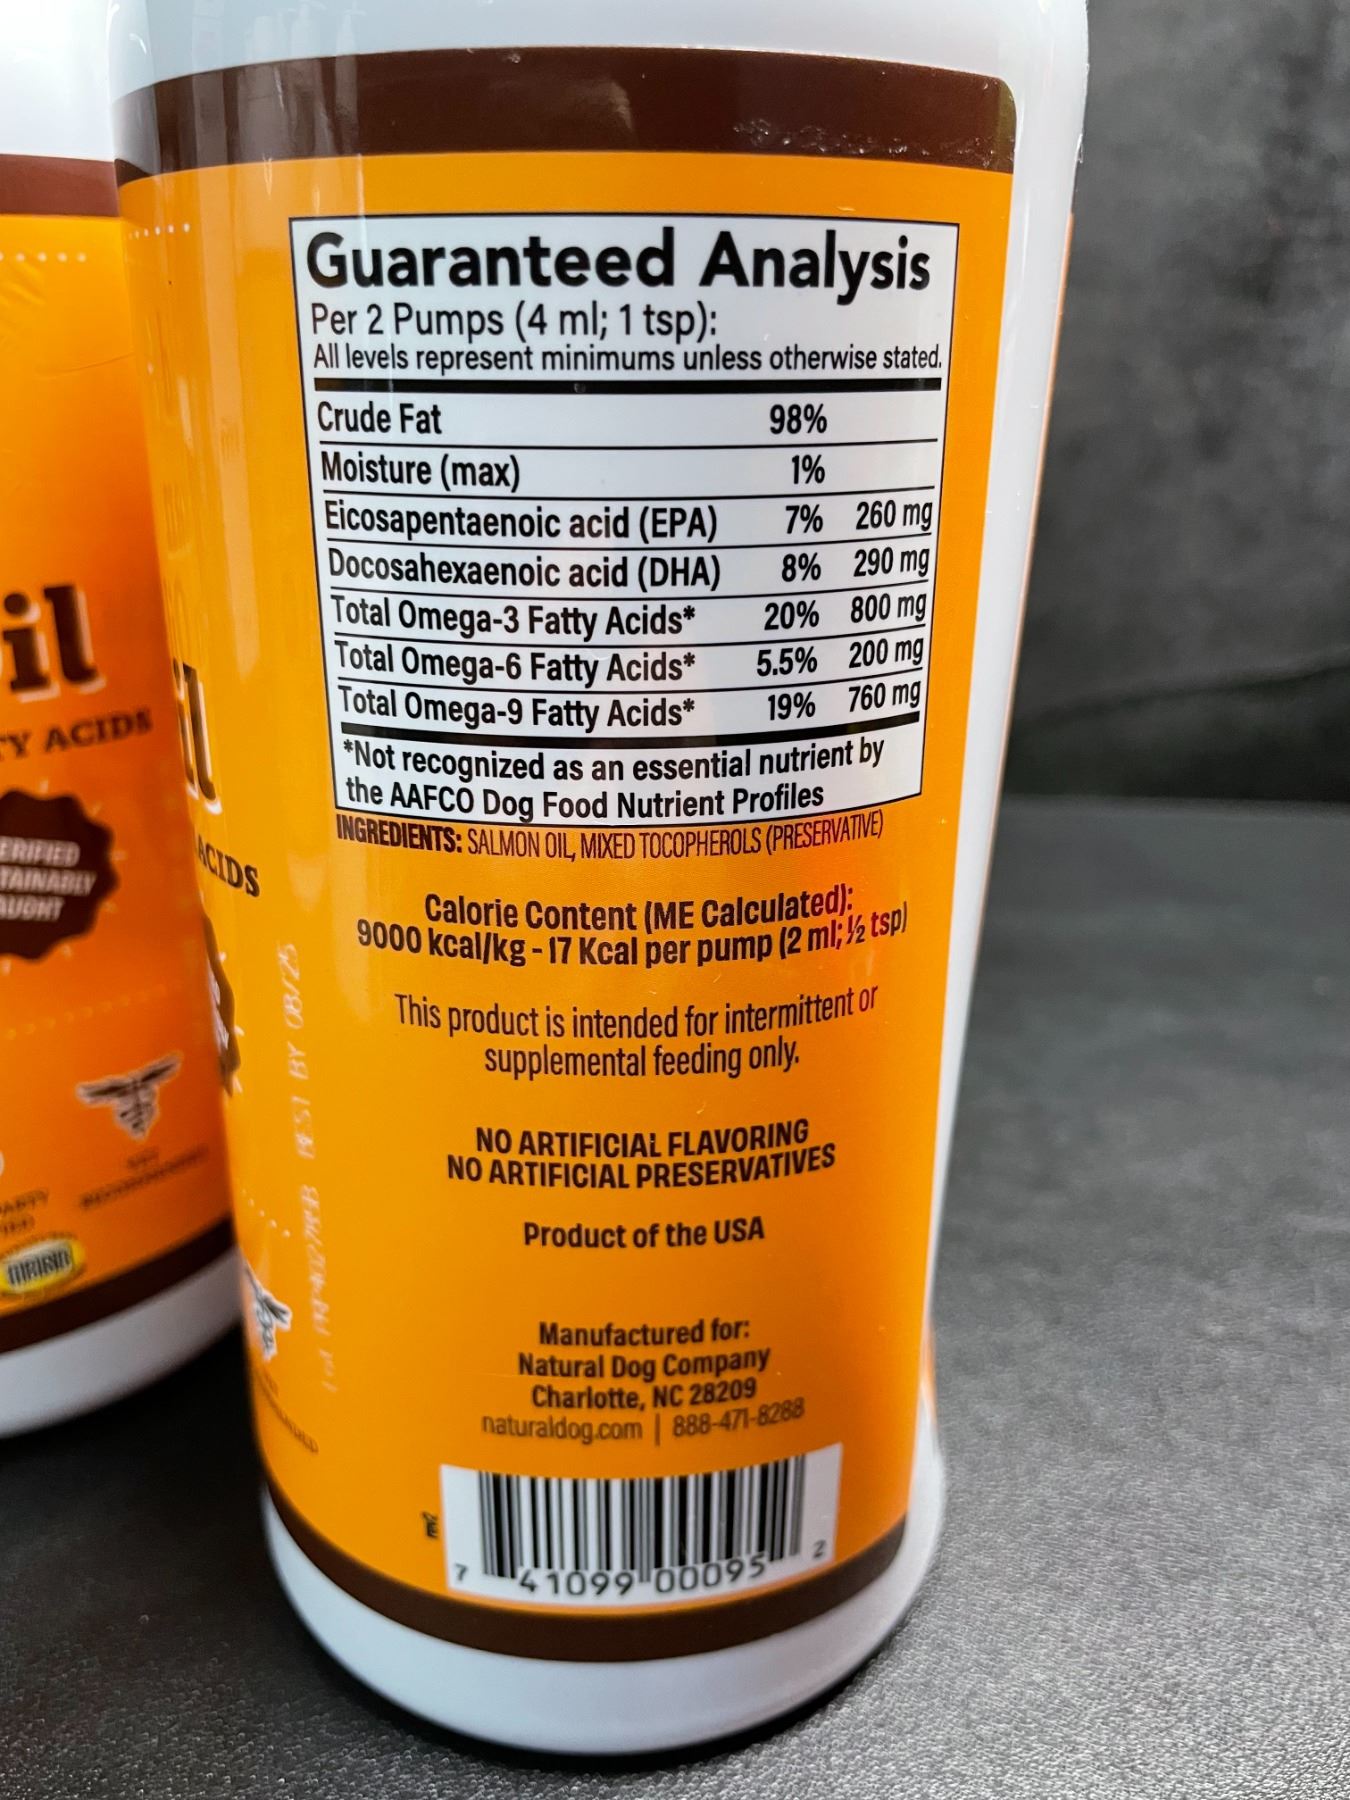 Guaranteed Analysis
Per 2 Pumps (4 ml; 1 tsp):
All levels represent minimums unless otherwise stated.
Crude Fat 98%
Moisture (max) 1%
Eicosapentaenoic acid (EPA) 7% 260 mg
Docosahexaenoic acid (DHA) 8% 290 mg
Total Omega-3 Fatty Acids* 20% 800 mg
Total Omega-6 Fatty Acids* 5.5% 200 mg
Total Omega-9 Fatty Acids* 19% 760 mg
*Not recognized as an essential nutrient by
the AAFCO Dog Food Nutrient Profiles
INGREDIENTS: SALMON OIL, MIXED TOCOPHEROLS (PRESERVATIVE)
Calorie Content (ME Calculated):
9000 kcal/kg - 17 Kcal per pump (2 ml; ½ tsp)
This product is intended for intermittent or
supplemental feeding only.
NO ARTIFICIAL FLAVORING
NO ARTIFICIAL PRESERVATIVES
Product of the USA
Manufactured for:
Natural Dog Company
Charlotte, NC 28209
naturaldog.com | 888-471-8288
7 41099 00095 2
BEST BY 08/25
il
TY ACIDS
ERIFIED
TAINABLY
AUGHT
il
ACIDS